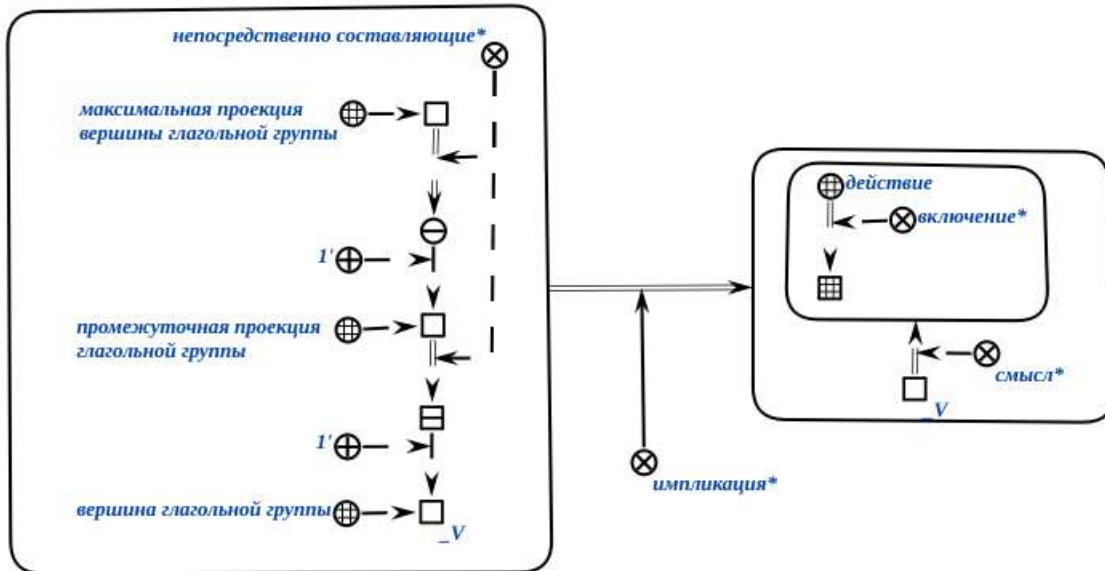 непосредственно составляющие*
максимальная проекция
вершины глагольной группы
1'
промежуточная проекция
глагольной группы
1'
вершина глагольной группы
_V
импликация*
действие
включение*
смысл*
_V